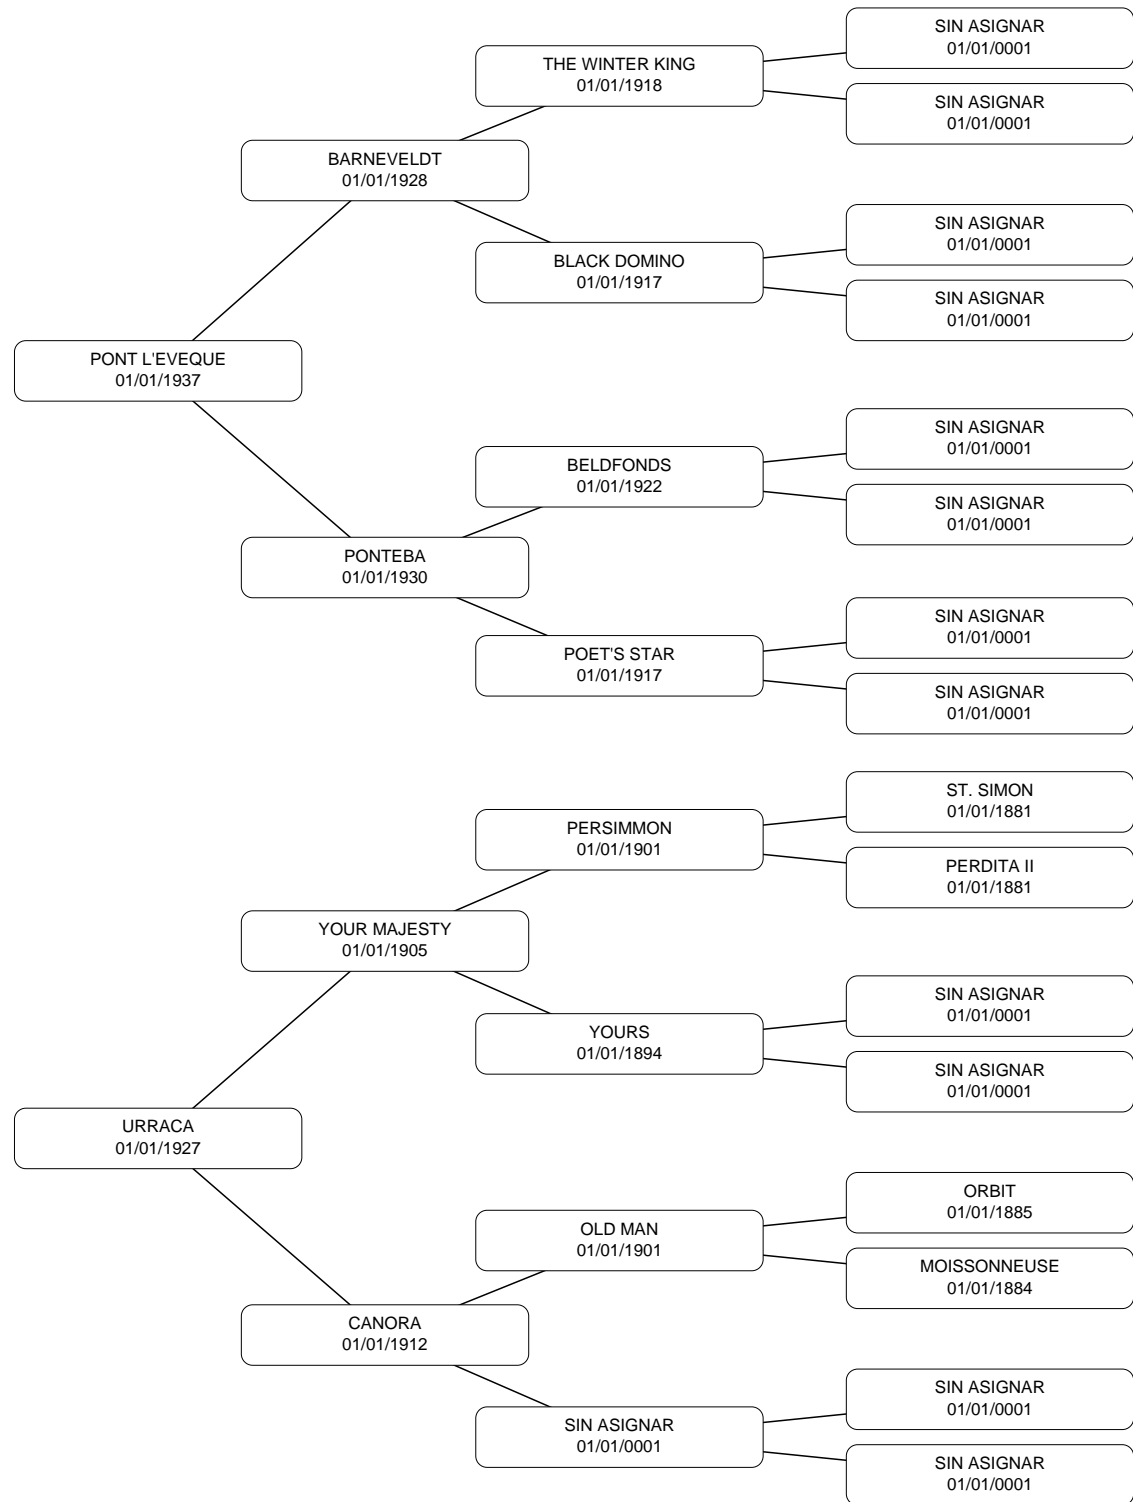 SIN ASIGNAR
01/01/0001
THE WINTER KING
01/01/1918
SIN ASIGNAR
01/01/0001
BARNEVELDT
01/01/1928
SIN ASIGNAR
01/01/0001
BLACK DOMINO
01/01/1917
SIN ASIGNAR
01/01/0001
PONT L'EVEQUE
01/01/1937
SIN ASIGNAR
01/01/0001
BELDFONDS
01/01/1922
SIN ASIGNAR
01/01/0001
PONTEBA
01/01/1930
SIN ASIGNAR
01/01/0001
POET'S STAR
01/01/1917
SIN ASIGNAR
01/01/0001
ST. SIMON
01/01/1881
PERSIMMON
01/01/1901
PERDITA II
01/01/1881
YOUR MAJESTY
01/01/1905
SIN ASIGNAR
01/01/0001
YOURS
01/01/1894
SIN ASIGNAR
01/01/0001
URRACA
01/01/1927
ORBIT
01/01/1885
OLD MAN
01/01/1901
MOISSONNEUSE
01/01/1884
CANORA
01/01/1912
SIN ASIGNAR
01/01/0001
SIN ASIGNAR
01/01/0001
SIN ASIGNAR
01/01/0001